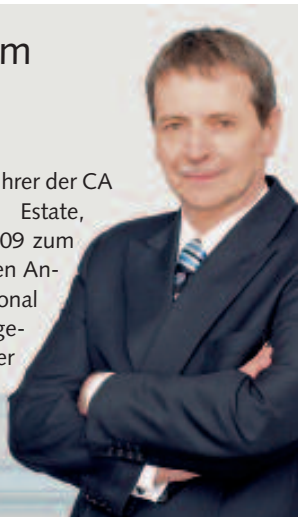 m
hrer der CA
Estate,
09 zum
en An-
onal
ge-
er